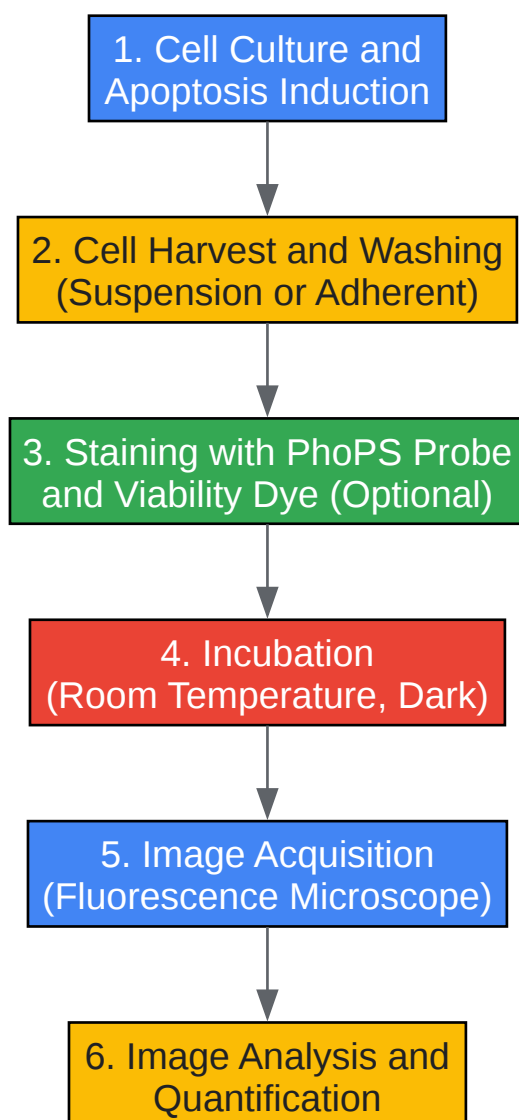 1. Cell Culture and
Apoptosis Induction
2. Cell Harvest and Washing
(Suspension or Adherent)
3. Staining with PhoPS Probe
and Viability Dye (Optional)
4. Incubation
(Room Temperature, Dark)
5. Image Acquisition
(Fluorescence Microscope)
6. Image Analysis and
Quantification